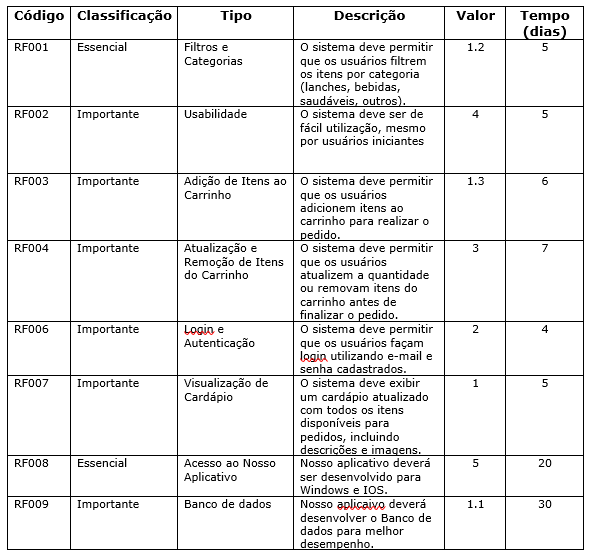 Código Classificação Tipo Descrição Valor Tempo
(dias)
RF001 Essencial Filtros e O sistema deve permitir 1.2 5
Categorias que os usuários filtrem
os itens por categoria
(lanches, bebidas,
saudáveis, outros).
RF002 Importante Usabilidade O sistema deve ser de 4 5
fácil utilização, mesmo
por usuários iniciantes
RF003 Importante Adição de Itens ao O sistema deve permitir 1.3 6
Carrinho que os usuários
adicionem itens ao
carrinho para realizar o
pedido.
RF004 Importante Atualização e O sistema deve permitir 3 7
Remoção de Itens que os usuários
do Carrinho atualizem a quantidade
ou removam itens do
carrinho antes de
finalizar o pedido.
RF006 Importante Login e O sistema deve permitir 2 4
Autenticação que os usuários façam
login utilizando e-mail e
senha cadastrados.
RF007 Importante Visualização de O sistema deve exibir 1 5
Cardápio um cardápio atualizado
com todos os itens
disponíveis para
pedidos, incluindo
descrições e imagens.
RF008 Essencial Acesso ao Nosso Nosso aplicativo deverá 5 20
Aplicativo ser desenvolvido para
Windows e IOS.
RF009 Importante Banco de dados Nosso aplicaivo deverá 1.1 30
desenvolver o Banco de
dados para melhor
desempenho.